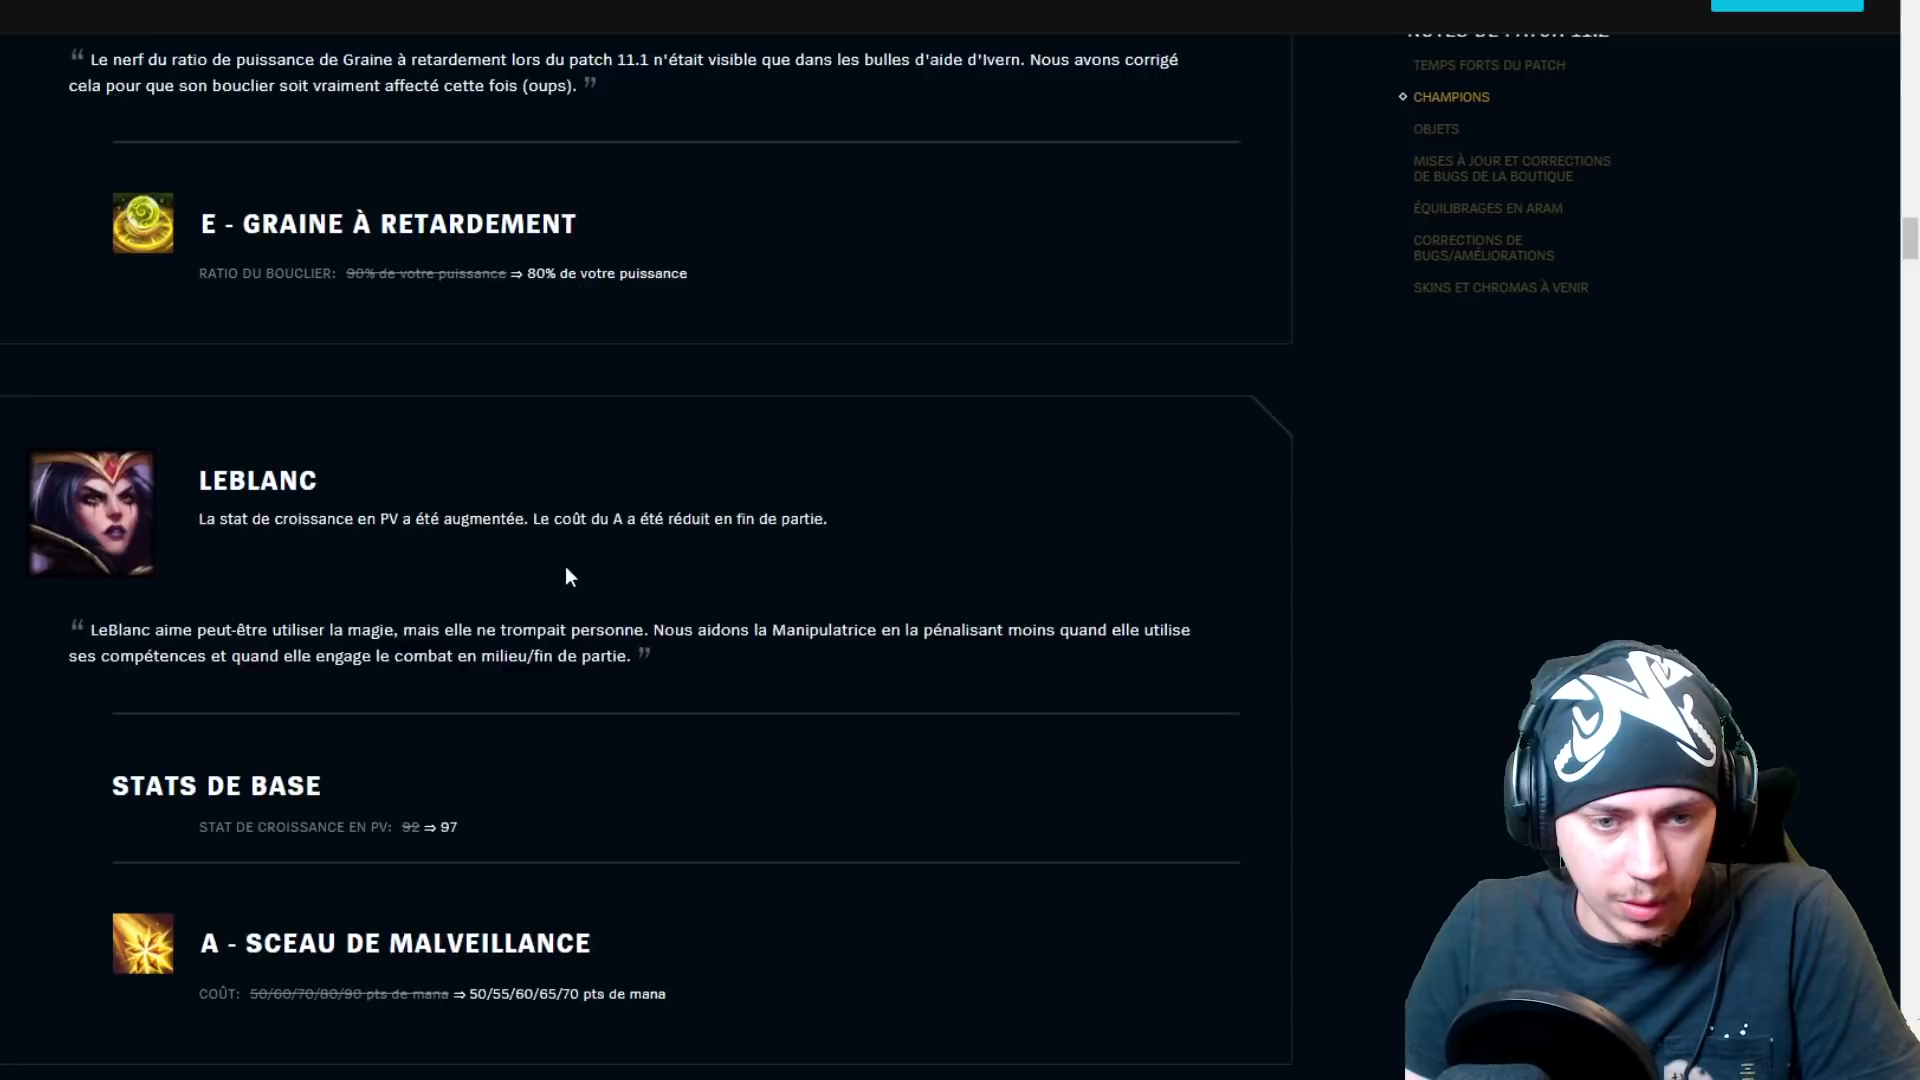 “ Le nerf du ratio de puissance de Graine à retardement lors du patch 11.1 n'était visible que dans les bulles d'aide d'Ivern. Nous avons corrigé
cela pour que son bouclier soit vraiment affecté cette fois (oups). ”
E - GRAINE À RETARDEMENT
RATIO DU BOUCLIER: 90% de votre puissance ⇒ 80% de votre puissance
LEBLANC
La stat de croissance en PV a été augmentée. Le coût du A a été réduit en fin de partie.
“ LeBlanc aime peut-être utiliser la magie, mais elle ne trompait personne. Nous aidons la Manipulatrice en la pénalisant moins quand elle utilise
ses compétences et quand elle engage le combat en milieu/fin de partie. ”
STATS DE BASE
STAT DE CROISSANCE EN PV: 92 ⇒ 97
A - SCEAU DE MALVEILLANCE
COÛT: 50/60/70/80/90 pts de mana ⇒ 50/55/60/65/70 pts de mana
NOTES DE PATCH 11.2
TEMPS FORTS DU PATCH
CHAMPIONS
OBJETS
MISES À JOUR ET CORRECTIONS
DE BUGS DE LA BOUTIQUE
ÉQUILIBRAGES EN ARAM
CORRECTIONS DE
BUGS/AMÉLIORATIONS
SKINS ET CHROMAS À VENIR